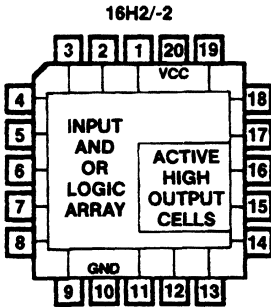 16H2/-2
3 2 1 20 19
VCC
4 18
5 17
6 16
7 15
8 14
INPUT
AND
OR
LOGIC
ARRAY
ACTIVE
HIGH
OUTPUT
CELLS
GND
9 10 11 12 13